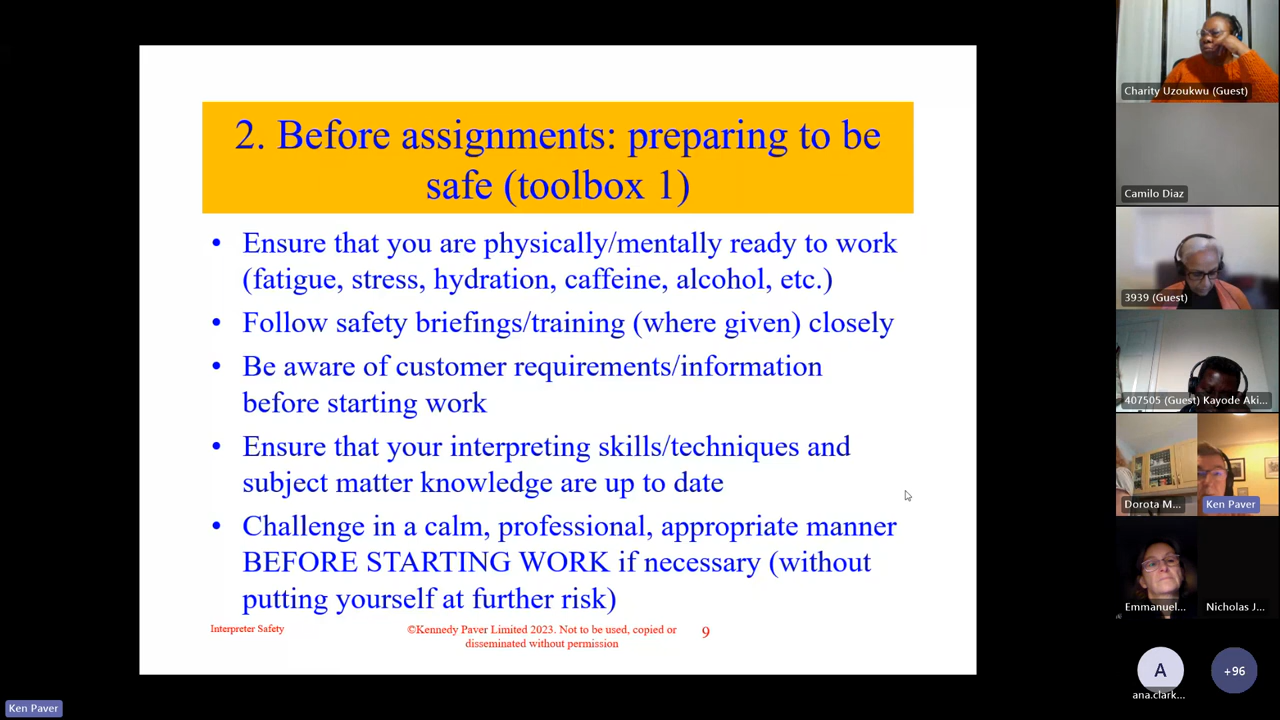 2. Before assignments: preparing to be
safe (toolbox 1)
• Ensure that you are physically/mentally ready to work
(fatigue, stress, hydration, caffeine, alcohol, etc.)
• Follow safety briefings/training (where given) closely
• Be aware of customer requirements/information
before starting work
• Ensure that your interpreting skills/techniques and
subject matter knowledge are up to date
• Challenge in a calm, professional, appropriate manner
BEFORE STARTING WORK if necessary (without
putting yourself at further risk)
Interpreter Safety
©Kennedy Paver Limited 2023. Not to be used, copied or
disseminated without permission
9
Ken Paver
Charity Uzoukwu (Guest)
Camilo Diaz
3939 (Guest)
407505 (Guest) Kayode Aki...
Dorota M...
Ken Paver
Emmanuel...
Nicholas J...
A
ana.clark...
+96